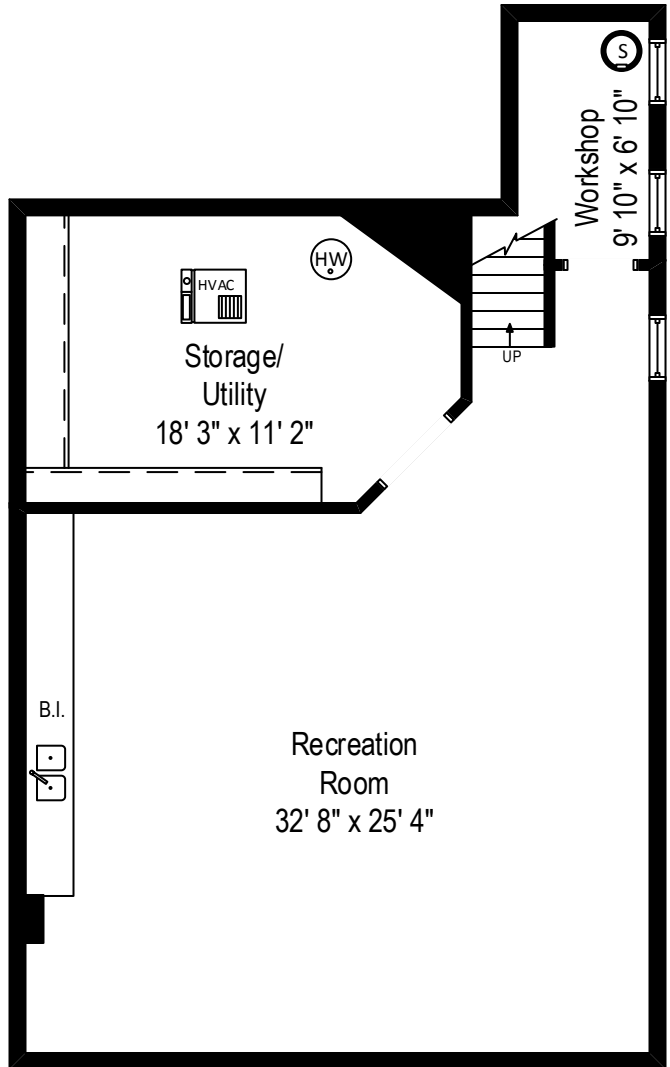 S
Workshop
9' 10" x 6' 10"
HW
HVAC
Storage/
Utility
18' 3" x 11' 2"
UP
B.I.
Recreation
Room
32' 8" x 25' 4"